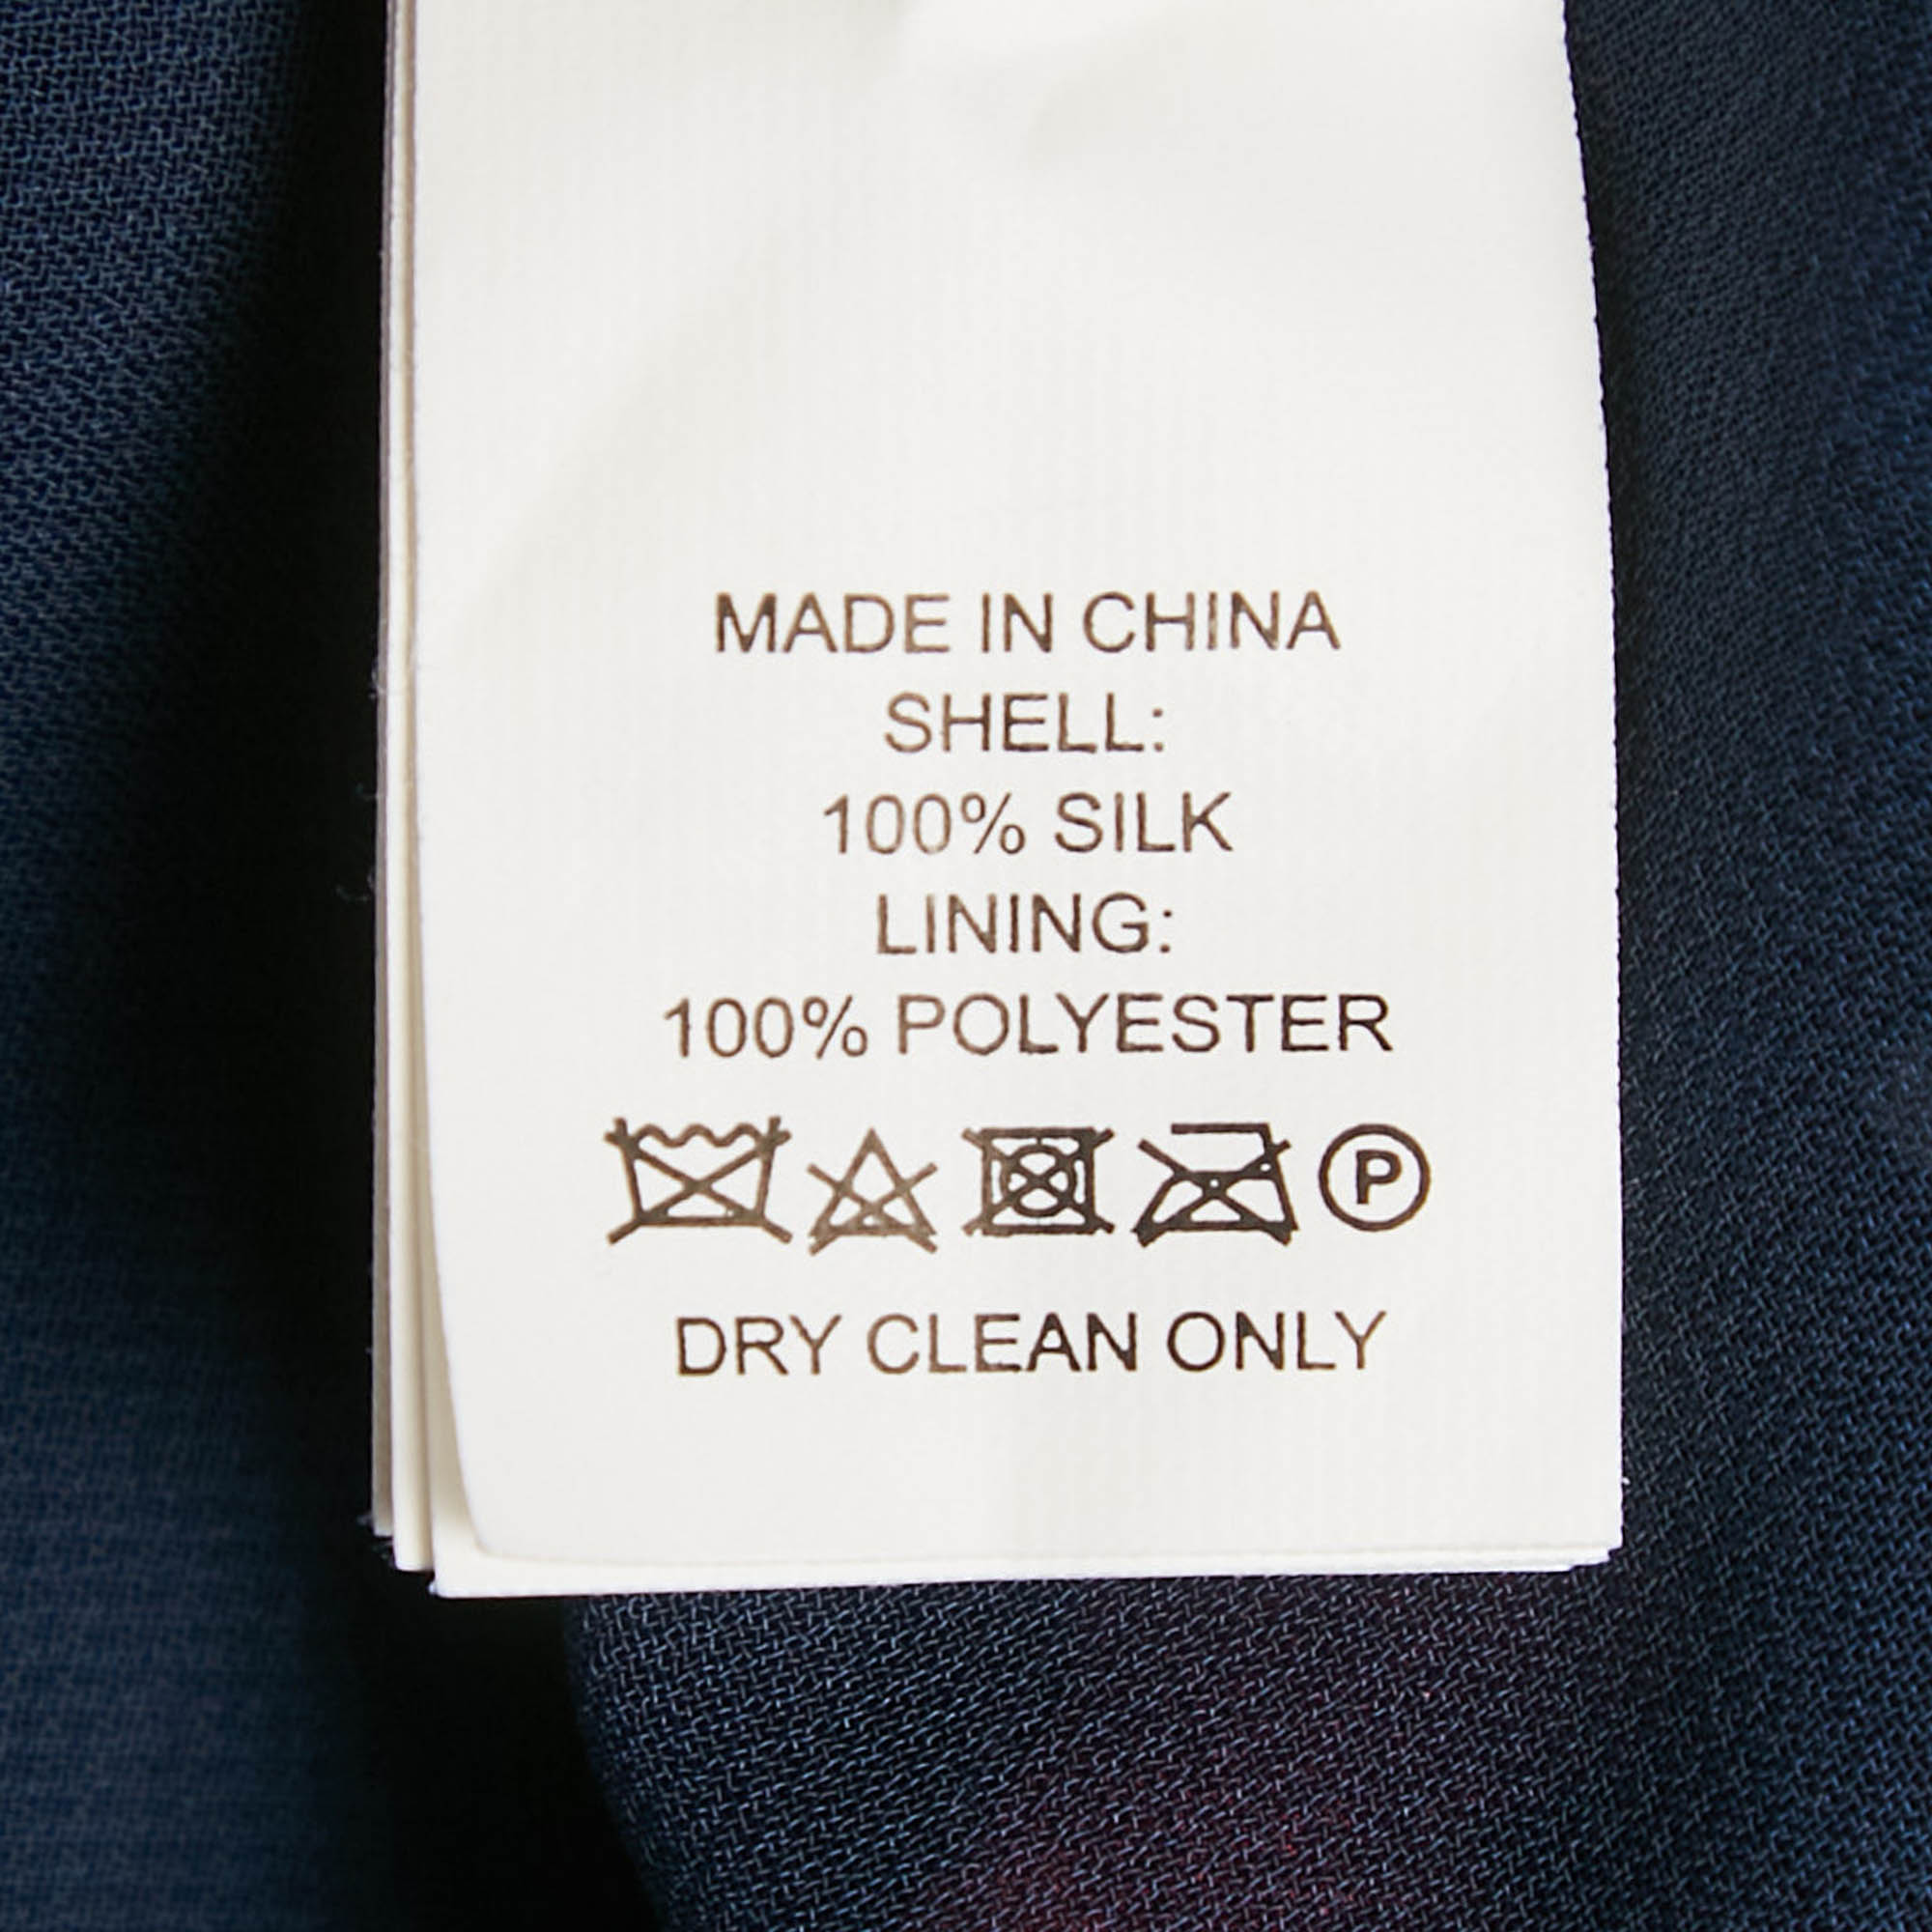 MADE IN CHINA
SHELL:
100% SILK
LINING:
100% POLYESTER
P
DRY CLEAN ONLY